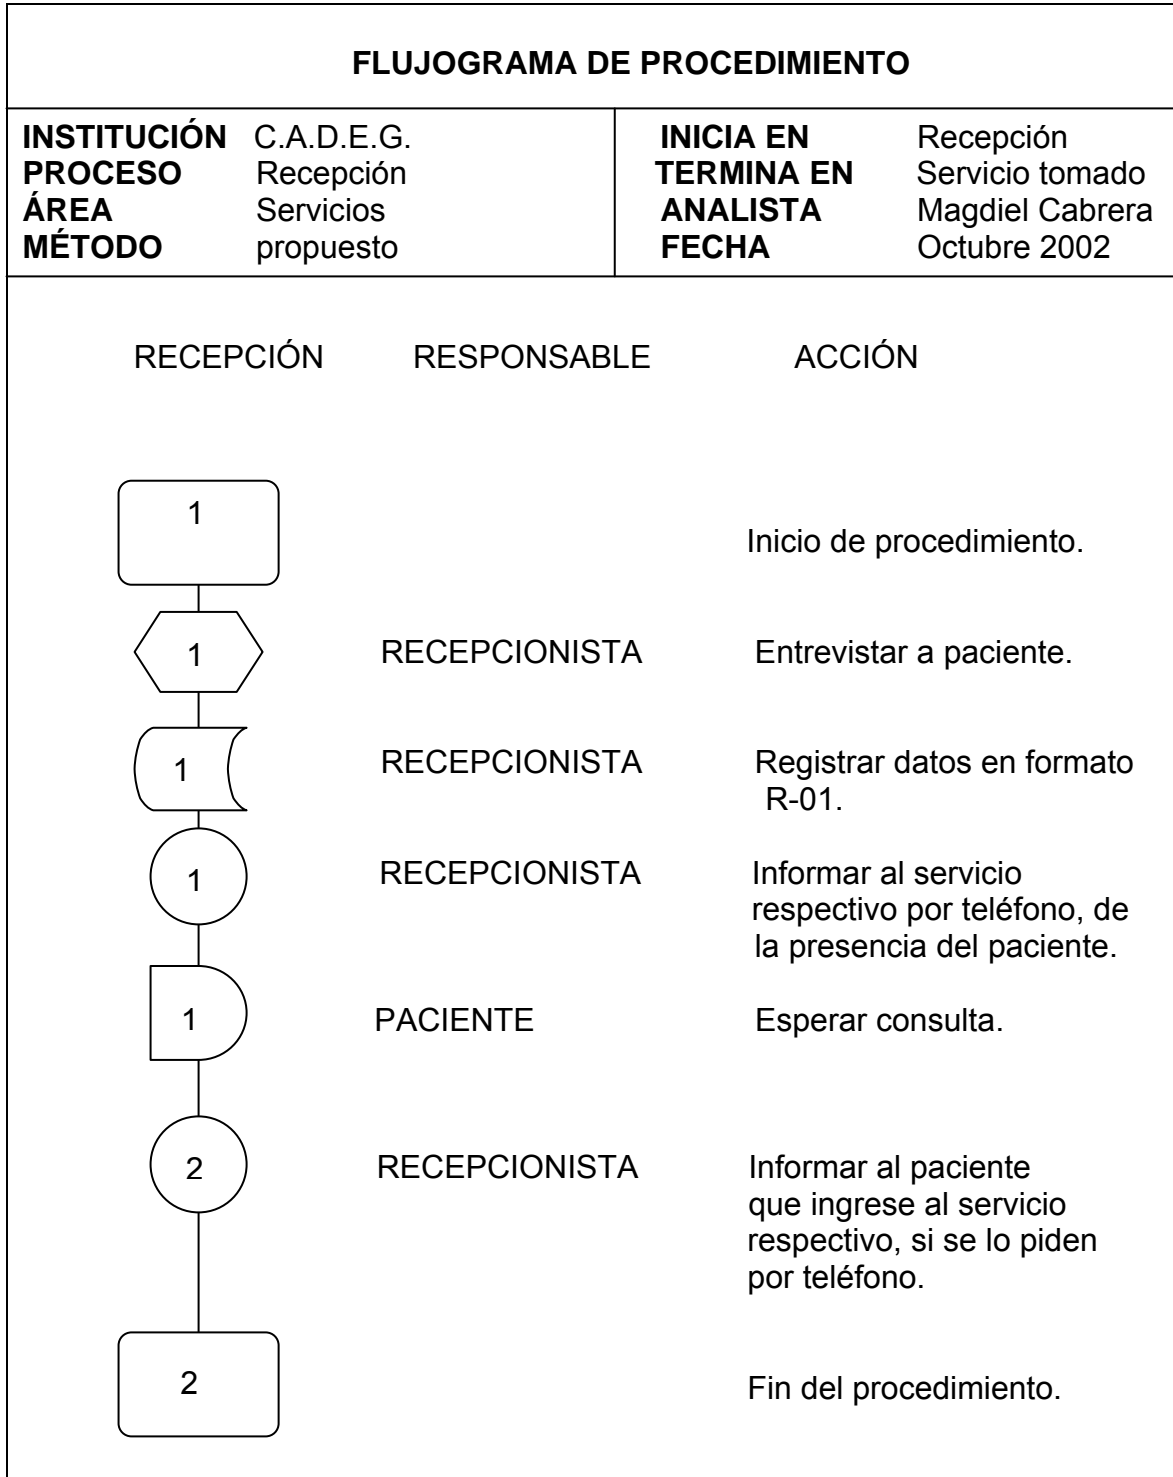 FLUJOGRAMA DE PROCEDIMIENTO
INSTITUCIÓN C.A.D.E.G.
PROCESO Recepción
ÁREA Servicios
MÉTODO propuesto
INICIA EN Recepción
TERMINA EN Servicio tomado
ANALISTA Magdiel Cabrera
FECHA Octubre 2002
RECEPCIÓN RESPONSABLE ACCIÓN
1
Inicio de procedimiento.
1 RECEPCIONISTA Entrevistar a paciente.
1 RECEPCIONISTA Registrar datos en formato
R-01.
1 RECEPCIONISTA Informar al servicio
respectivo por teléfono, de
la presencia del paciente.
1 PACIENTE Esperar consulta.
2 RECEPCIONISTA Informar al paciente
que ingrese al servicio
respectivo, si se lo piden
por teléfono.
2 Fin del procedimiento.